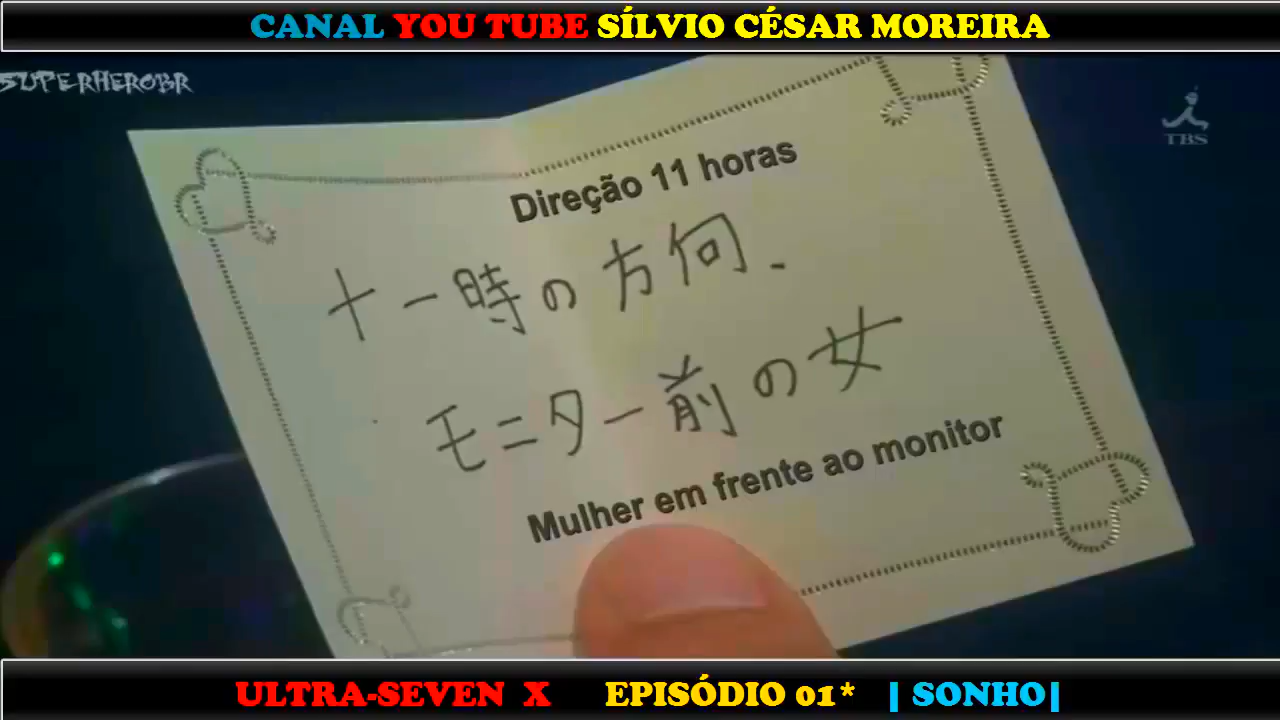 CANAL YOU TUBE SÍLVIO CÉSAR MOREIRA
SUPERHEROBR
TBS
Direção 11 horas
十一時の方向、
モニター前の女
Mulher em frente ao monitor
ULTRA-SEVEN X EPISÓDIO 01* | SONHO|